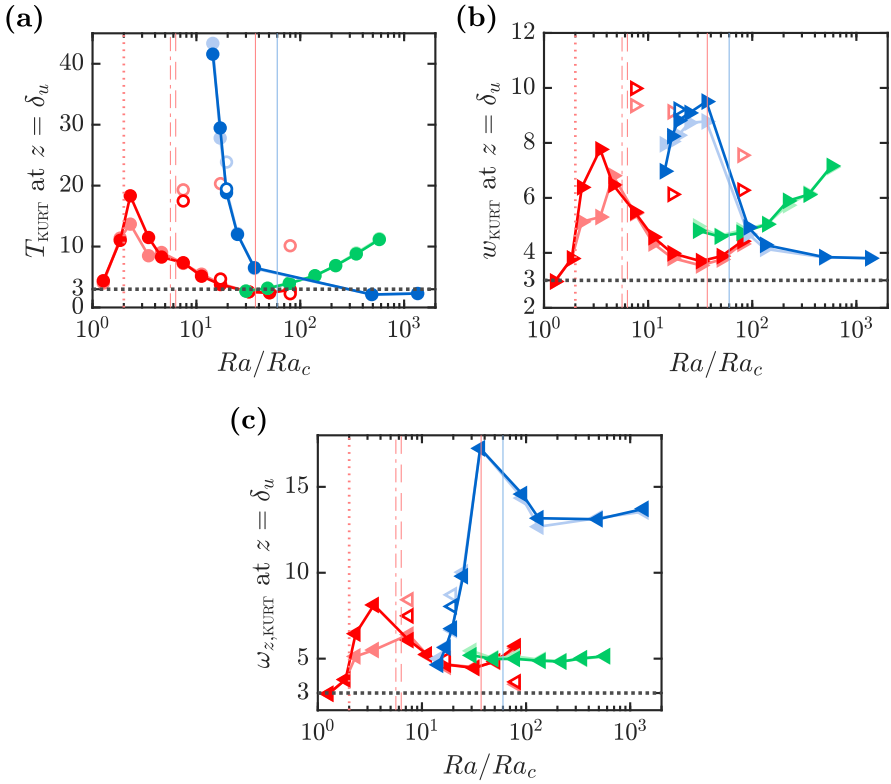 (a)
40
30
20
10
3
0
T_KURT at z = δ_u
10^0 10^1 10^2 10^3
Ra/Ra_c
(b)
12
10
8
6
4
3
2
w_KURT at z = δ_u
10^0 10^1 10^2 10^3
Ra/Ra_c
(c)
15
10
5
3
ω_z,KURT at z = δ_u
10^0 10^1 10^2 10^3
Ra/Ra_c